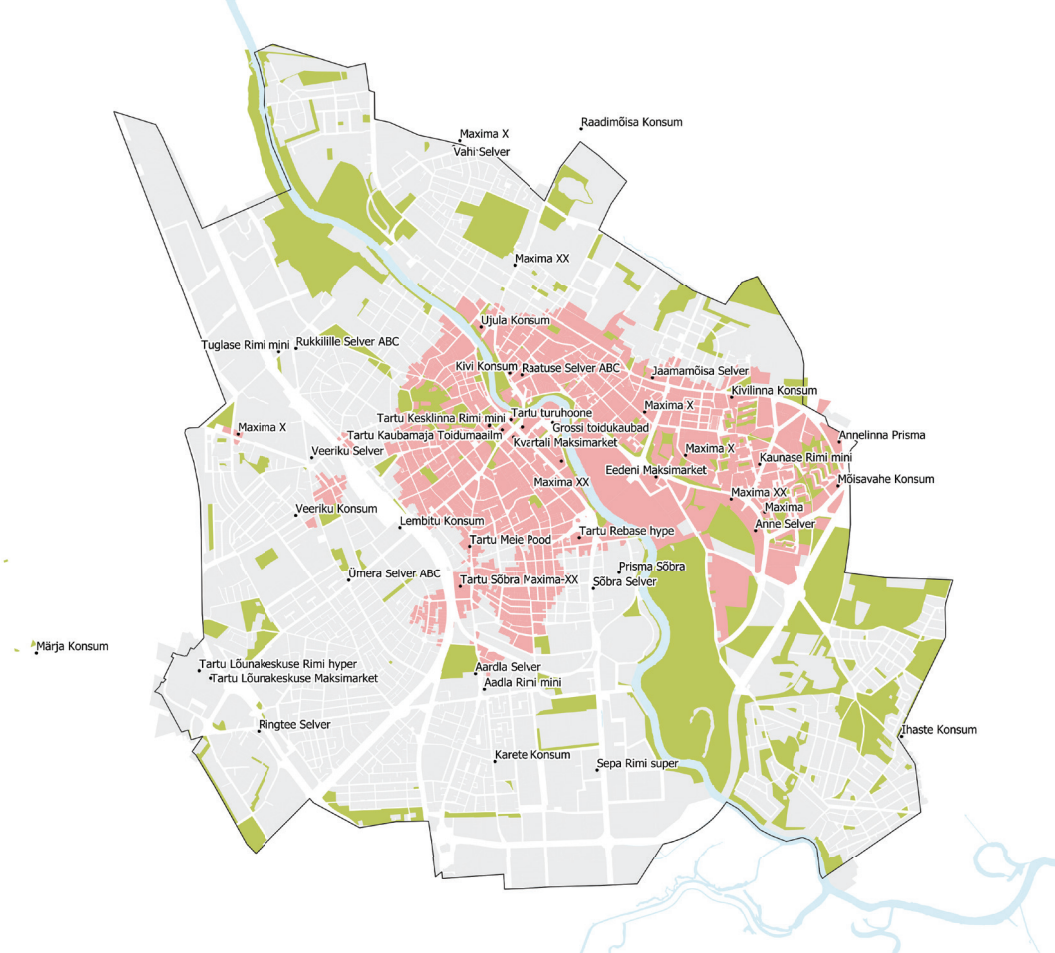 Raadimõisa Konsum
Maxima X
Vahi Selver
Maxima XX
Ujula Konsum
Tuglase Rimi mini
Rukkilille Selver ABC
Kivi Konsum
Raatuse Selver ABC
Jaamamõisa Selver
Kivilinna Konsum
Maxima X
Tartu Kesklinna Rimi mini
Tartu turuhoone
Grossi toidukaubad
Maxima X
Tartu Kaubamaja Toidumaailm
Kvartali Maksimarket
Annelinna Prisma
Veeriku Selver
Maxima X
Kaunase Rimi mini
Eedeni Maksimarket
Maxima XX
Mõisavahe Konsum
Maxima XX
Maxima
Veeriku Konsum
Lembitu Konsum
Anne Selver
Tartu Rebase hype
Tartu Meie Pood
Prisma Sõbra
Ümera Selver ABC
Tartu Sõbra Maxima-XX
Sõbra Selver
Märja Konsum
Tartu Lõunakeskuse Rimi hyper
Tartu Lõunakeskuse Maksimarket
Aardla Selver
Aadla Rimi mini
Ringtee Selver
Ihaste Konsum
Karete Konsum
Sepa Rimi super